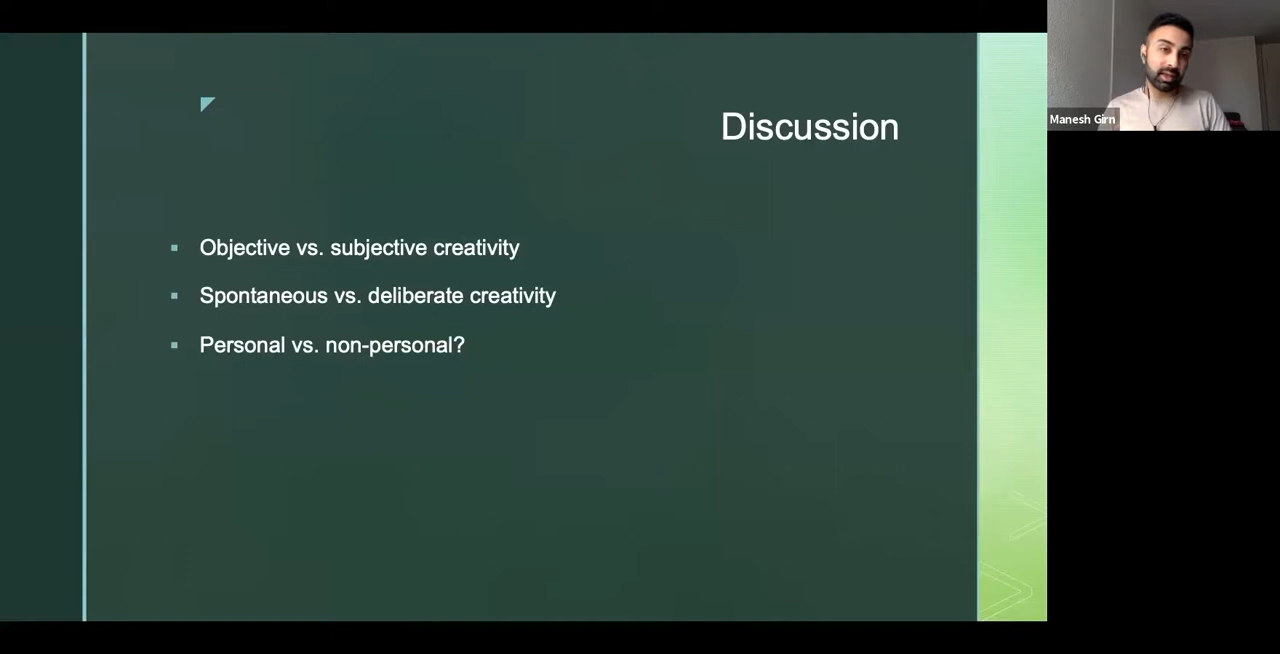 Discussion
Objective vs. subjective creativity
Spontaneous vs. deliberate creativity
Personal vs. non-personal?
Manesh Girn